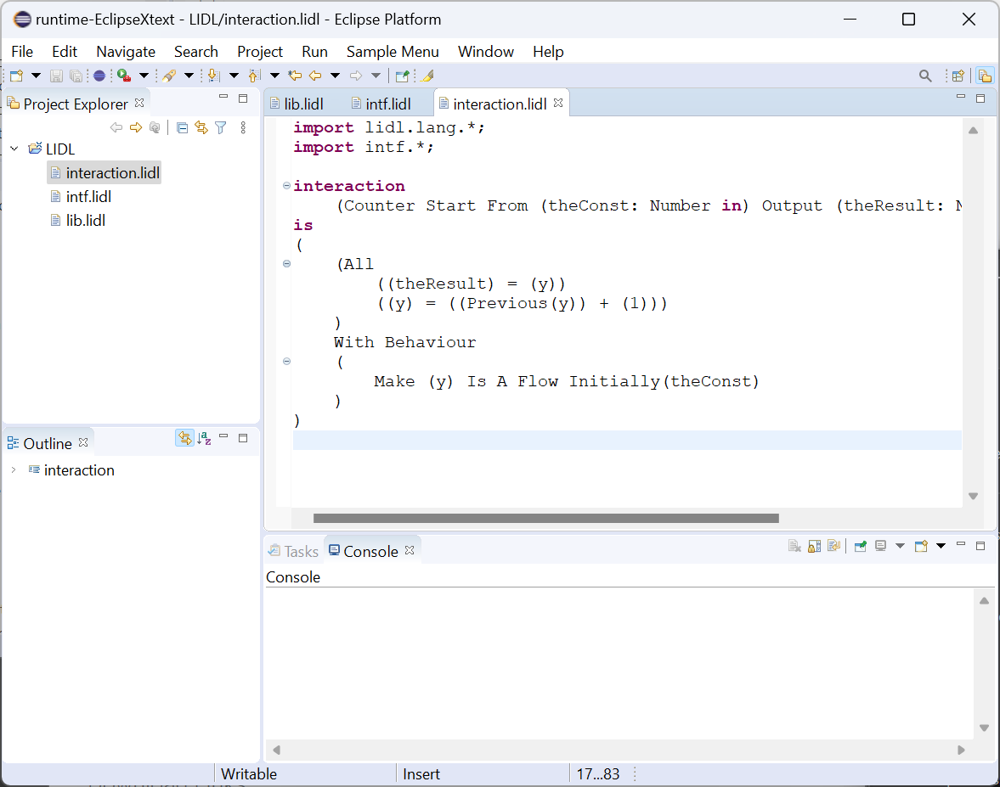 runtime-EclipseXtext - LIDL/interaction.lidl - Eclipse Platform
File Edit Navigate Search Project Run Sample Menu Window Help
Project Explorer
LIDL
interaction.lidl
intf.lidl
lib.lidl
Outline
interaction
lib.lidl intf.lidl interaction.lidl
import lidl.lang.*;
import intf.*;
interaction
(Counter Start From (theConst: Number in) Output (theResult:
is
(
(All
((theResult) = (y))
((y) = ((Previous(y)) + (1)))
)
With Behaviour
(
Make (y) Is A Flow Initially(theConst)
)
)
Tasks Console
Console
Writable Insert 17...83